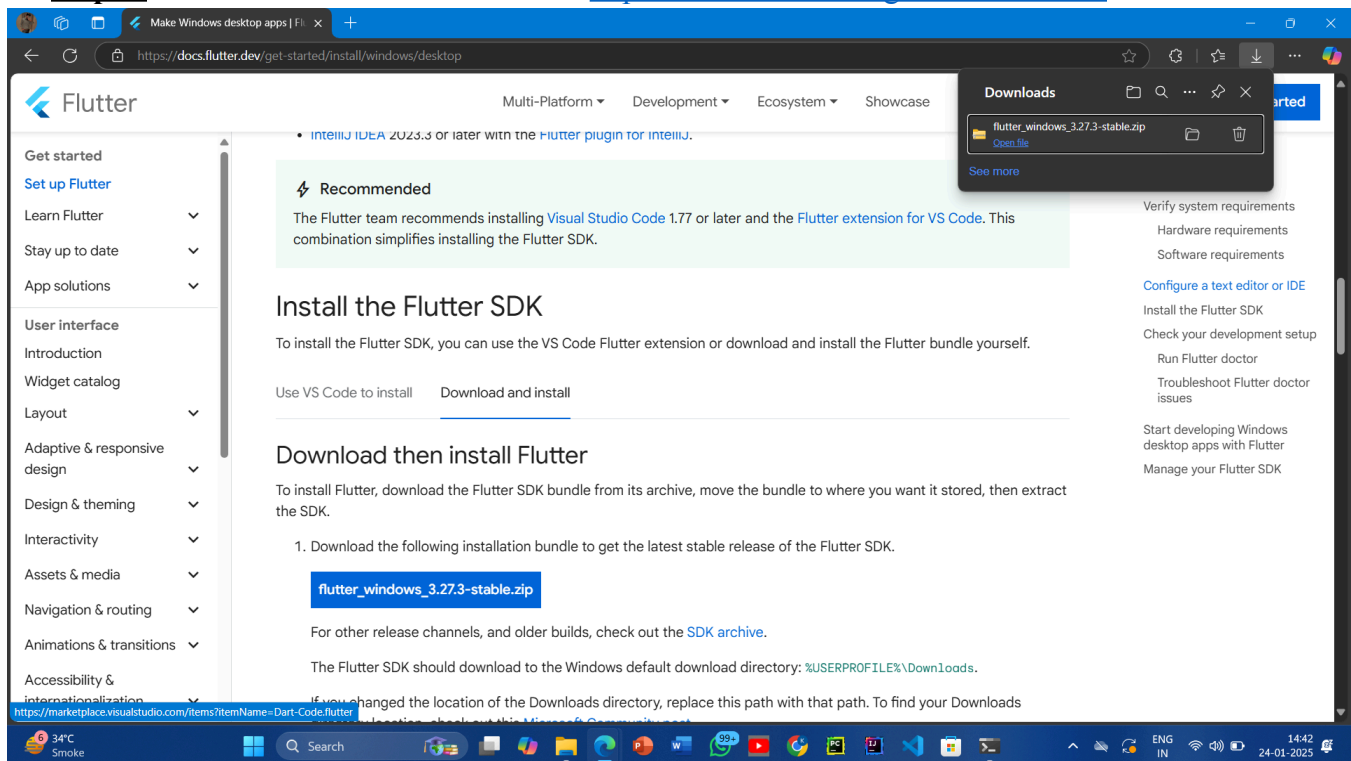 Make Windows desktop apps | Fl
https://docs.flutter.dev/get-started/install/windows/desktop
Flutter
Multi-Platform
Development
Ecosystem
Showcase
arted
Downloads
flutter_windows_3.27.3-stable.zip
Open file
See more
Get started
Set up Flutter
Learn Flutter
Stay up to date
App solutions
User interface
Introduction
Widget catalog
Layout
Adaptive & responsive
design
Design & theming
Interactivity
Assets & media
Navigation & routing
Animations & transitions
Accessibility &
internationalization
https://marketplace.visualstudio.com/items?itemName=Dart-Code.flutter
• IntelliJ IDEA 2023.3 or later with the Flutter plugin for IntelliJ.
Recommended
The Flutter team recommends installing Visual Studio Code 1.77 or later and the Flutter extension for VS Code. This
combination simplifies installing the Flutter SDK.
Install the Flutter SDK
To install the Flutter SDK, you can use the VS Code Flutter extension or download and install the Flutter bundle yourself.
Use VS Code to install
Download and install
Download then install Flutter
To install Flutter, download the Flutter SDK bundle from its archive, move the bundle to where you want it stored, then extract
the SDK.
1. Download the following installation bundle to get the latest stable release of the Flutter SDK.
flutter_windows_3.27.3-stable.zip
For other release channels, and older builds, check out the SDK archive.
The Flutter SDK should download to the Windows default download directory: %USERPROFILE%\Downloads.
If you changed the location of the Downloads directory, replace this path with that path. To find your Downloads
directory location, check out this Microsoft Community post.
Verify system requirements
Hardware requirements
Software requirements
Configure a text editor or IDE
Install the Flutter SDK
Check your development setup
Run Flutter doctor
Troubleshoot Flutter doctor
issues
Start developing Windows
desktop apps with Flutter
Manage your Flutter SDK
6
34°C
Smoke
Search
99+
ENG
IN
14:42
24-01-2025